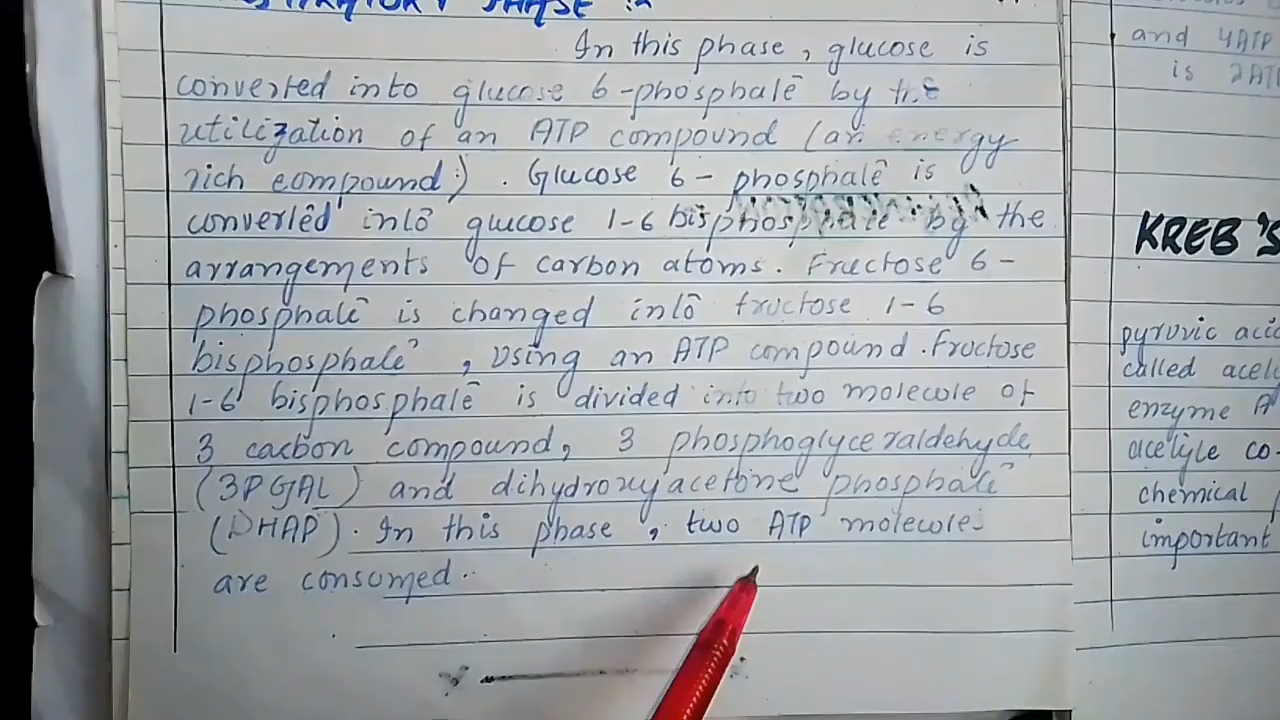 PHASE :-
In this phase, glucose is
converted into glucose 6-phosphate by the
utilization of an ATP compound (an energy
rich compound). Glucose 6- phosphate is
converted into glucose 1-6 bisphosphate by the
arrangements of carbon atoms. Fructose 6-
phosphate is changed into fructose 1-6
bisphosphate, Using an ATP compound. Fructose
1-6 bisphosphate is divided into two molecule of
3 carbon compound, 3 phosphoglyceraldehyde
(3PGAL) and dihydroxyacetone phosphate
(DHAP). In this phase, two ATP molecules
are consumed.
and 4ATP
is 2AT
KREB'S
pyruvic aci
called acel
enzyme A
acetyle co-
chemical
important